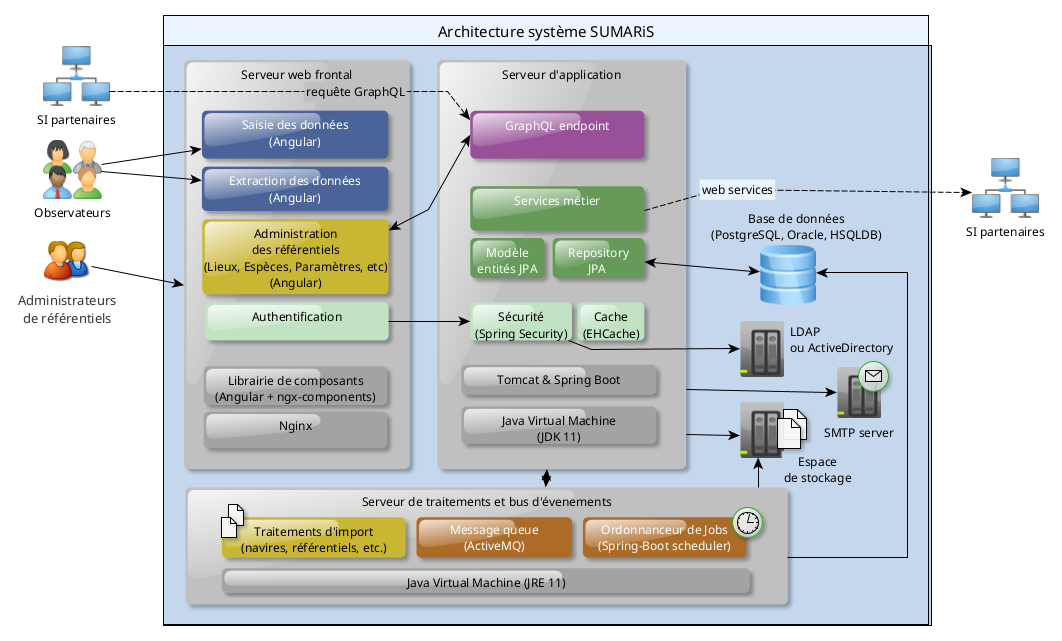 Architecture système SUMARiS
SI partenaires
Observateurs
Administrateurs
de référentiels
Serveur web frontal
requête GraphQL
Saisie des données
(Angular)
Extraction des données
(Angular)
Administration
des référentiels
(Lieux, Espèces, Paramètres, etc)
(Angular)
Authentification
Librairie de composants
(Angular + ngx-components)
Nginx
Serveur d'application
GraphQL endpoint
Services métier
Modèle
entités JPA
Repository
JPA
Sécurité
(Spring Security)
Cache
(EHCache)
Tomcat & Spring Boot
Java Virtual Machine
(JDK 11)
web services
SI partenaires
Base de données
(PostgreSQL, Oracle, HSQLDB)
LDAP
ou ActiveDirectory
SMTP server
Espace
de stockage
Serveur de traitements et bus d'évenements
Traitements d'import
(navires, référentiels, etc.)
Message queue
(ActiveMQ)
Ordonnanceur de Jobs
(Spring-Boot scheduler)
Java Virtual Machine (JRE 11)